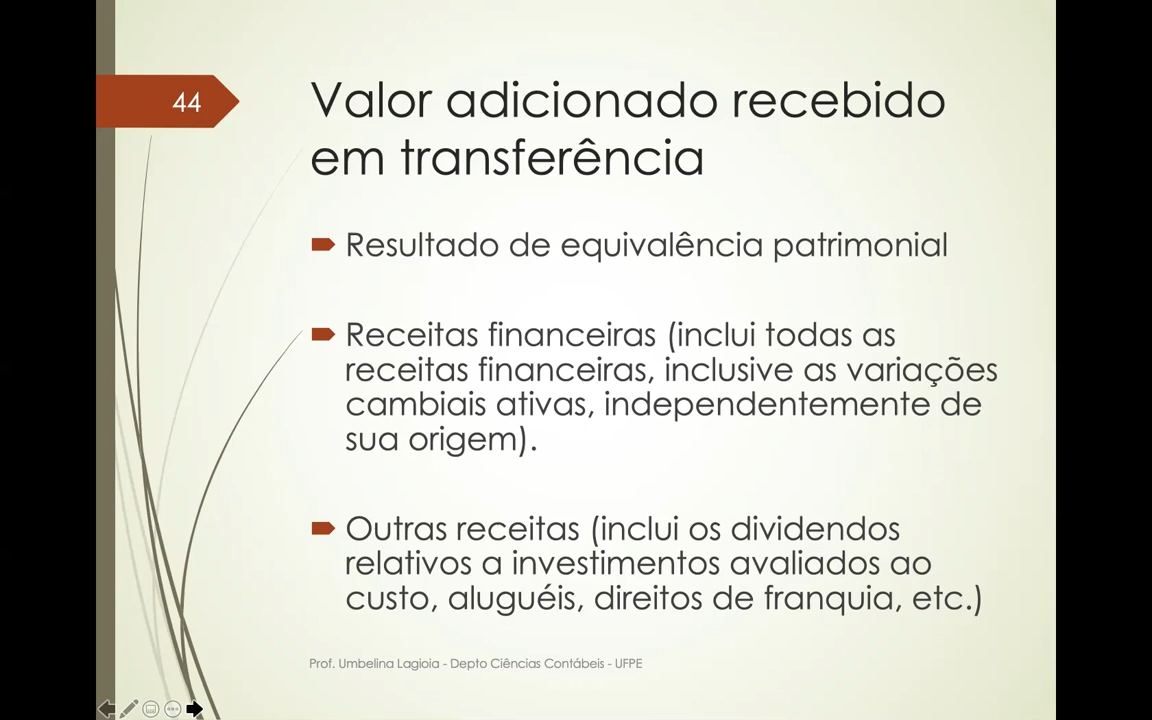 44
Valor adicionado recebido
em transferência
Resultado de equivalência patrimonial
Receitas financeiras (inclui todas as
receitas financeiras, inclusive as variações
cambiais ativas, independentemente de
sua origem).
Outras receitas (inclui os dividendos
relativos a investimentos avaliados ao
custo, aluguéis, direitos de franquia, etc.)
Prof. Umbelina Lagioia - Depto Ciências Contábeis - UFPE